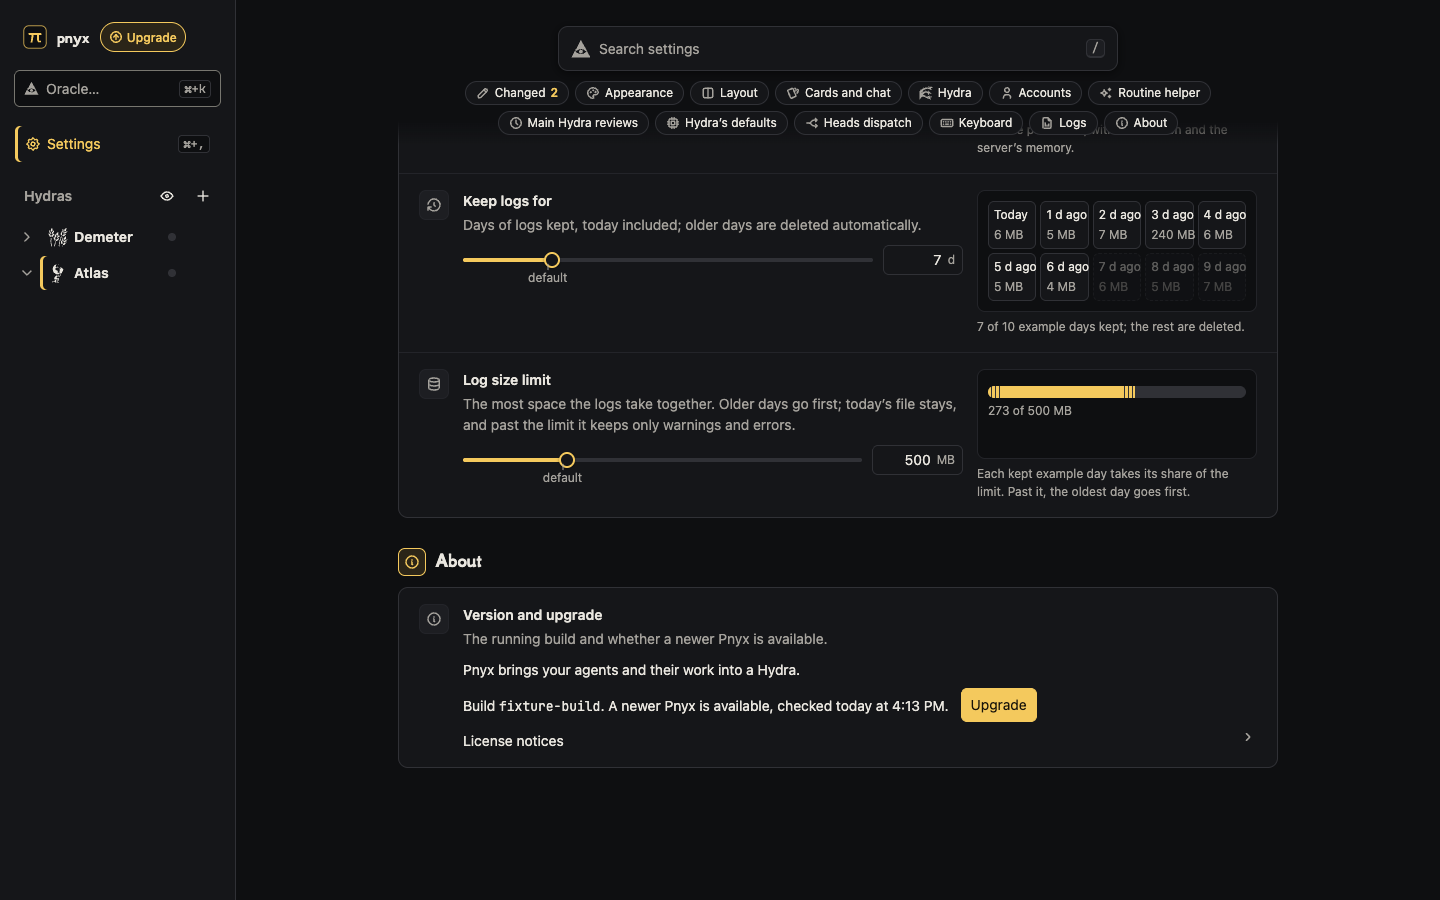 pnyx
Upgrade
Oracle...
⌘+k
Settings
⌘+,
Hydras
Demeter
Atlas
Search settings
/
Changed 2
Appearance
Layout
Cards and chat
Hydra
Accounts
Routine helper
Main Hydra reviews
Hydra's defaults
Heads dispatch
Keyboard
Logs
About
and the
server's memory.
Keep logs for
Days of logs kept, today included; older days are deleted automatically.
default
7 d
Today 1 d ago 2 d ago 3 d ago 4 d ago
6 MB 5 MB 7 MB 240 MB 6 MB
5 d ago 6 d ago 7 d ago 8 d ago 9 d ago
5 MB 4 MB 6 MB 5 MB 7 MB
7 of 10 example days kept; the rest are deleted.
Log size limit
The most space the logs take together. Older days go first; today's file stays,
and past the limit it keeps only warnings and errors.
default
500 MB
273 of 500 MB
Each kept example day takes its share of the
limit. Past it, the oldest day goes first.
About
Version and upgrade
The running build and whether a newer Pnyx is available.
Pnyx brings your agents and their work into a Hydra.
Build fixture-build. A newer Pnyx is available, checked today at 4:13 PM.
Upgrade
License notices